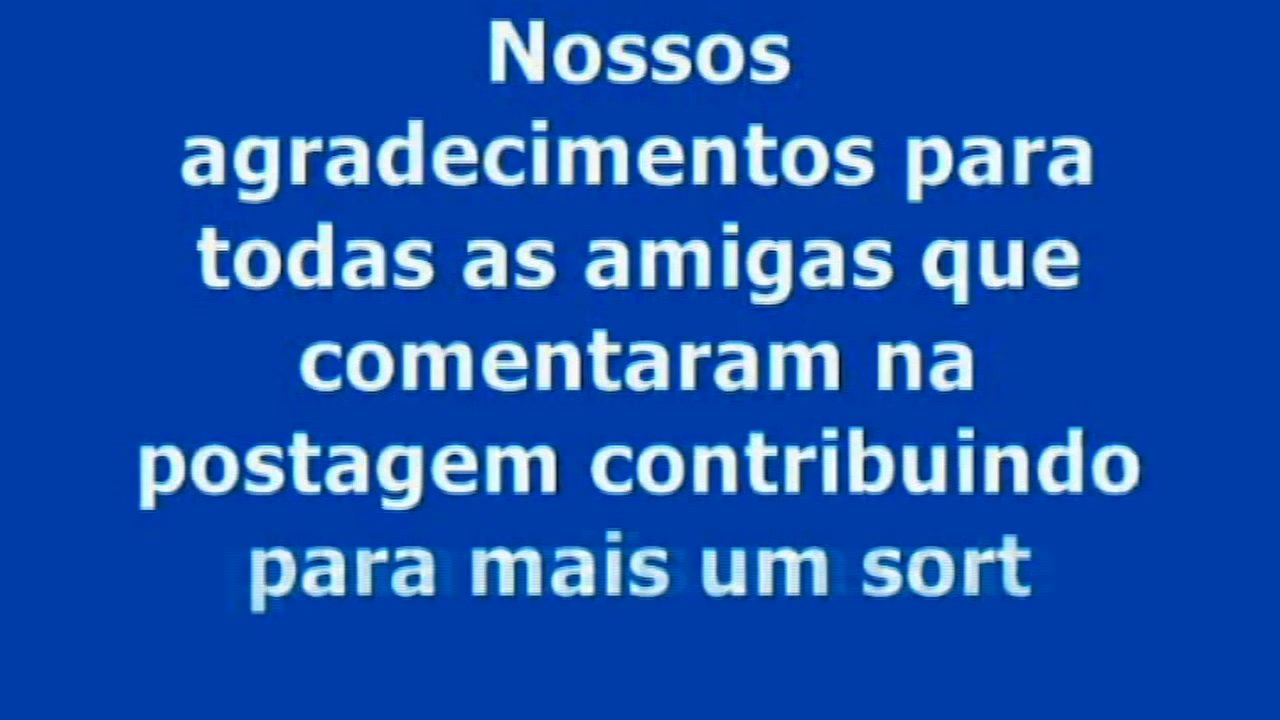 Nossos
agradecimentos para
todas as amigas que
comentaram na
postagem contribuindo
para mais um sort